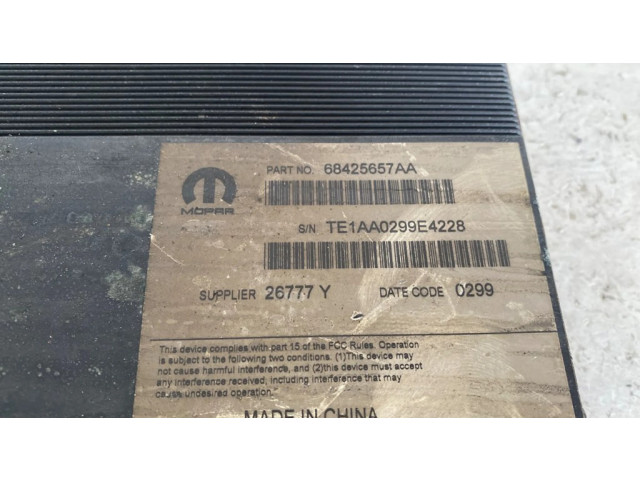 PART NO. 68425657AA
MOPAR
S/N TE1AA0299E4228
SUPPLIER 26777 Y DATE CODE 0299
This device complies with part 15 of the FCC Rules. Operation
is subject to the following two conditions. (1)This device may
not cause harmful interference, and (2)this device must accept
any interference received, including interference that may
cause undesired operation.
MADE IN CHINA